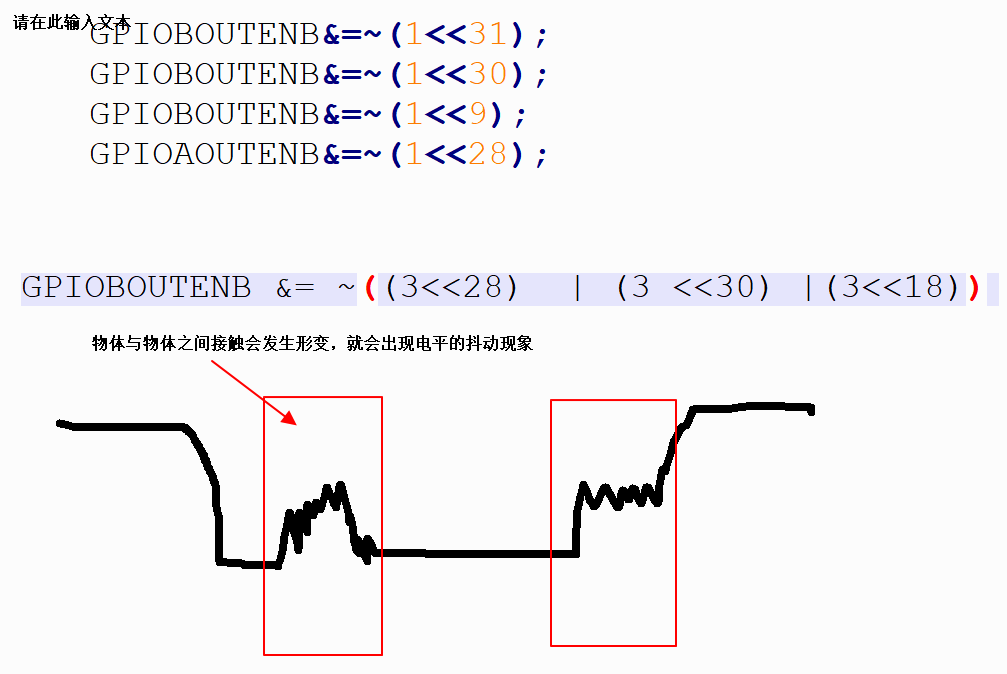 请在此输入文本
GPIOBOUTENB&=~(1<<31);
GPIOBOUTENB&=~(1<<30);
GPIOBOUTENB&=~(1<<9);
GPIOAOUTENB&=~(1<<28);
GPIOBOUTENB &= ~((3<<28) | (3 <<30) |(3<<18))
物体与物体之间接触会发生形变，就会出现电平的抖动现象